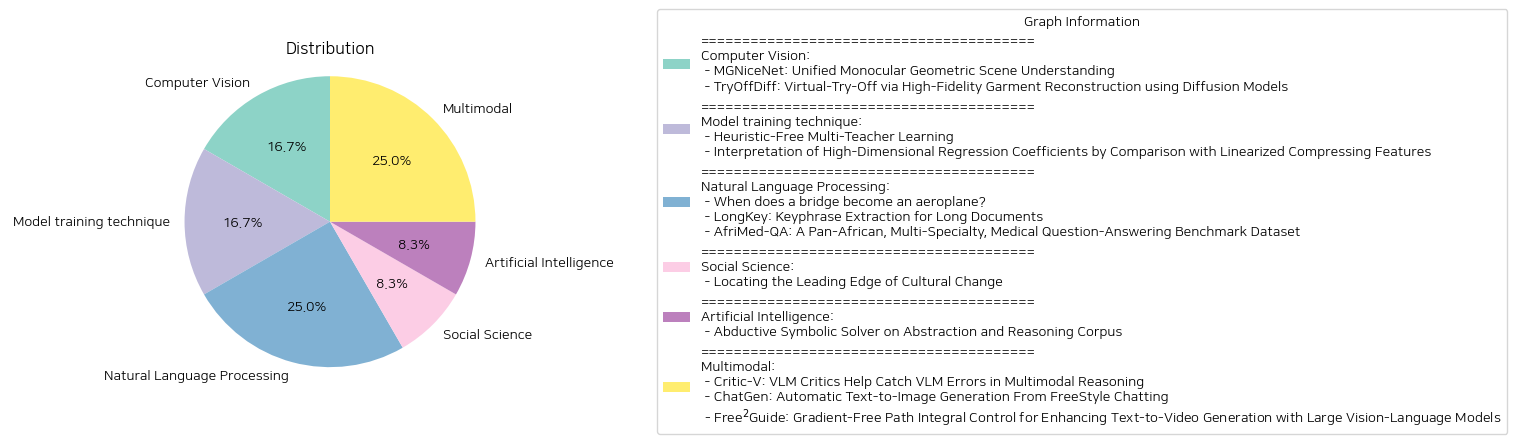 Distribution
Computer Vision
16.7%
Multimodal
25.0%
Model training technique
16.7%
8.3%
Artificial Intelligence
8.3%
25.0%
Social Science
Natural Language Processing
Graph Information
========================================
Computer Vision:
- MGNiceNet: Unified Monocular Geometric Scene Understanding
- TryOffDiff: Virtual-Try-Off via High-Fidelity Garment Reconstruction using Diffusion Models
========================================
Model training technique:
- Heuristic-Free Multi-Teacher Learning
- Interpretation of High-Dimensional Regression Coefficients by Comparison with Linearized Compressing Features
========================================
Natural Language Processing:
- When does a bridge become an aeroplane?
- LongKey: Keyphrase Extraction for Long Documents
- AfriMed-QA: A Pan-African, Multi-Specialty, Medical Question-Answering Benchmark Dataset
========================================
Social Science:
- Locating the Leading Edge of Cultural Change
========================================
Artificial Intelligence:
- Abductive Symbolic Solver on Abstraction and Reasoning Corpus
========================================
Multimodal:
- Critic-V: VLM Critics Help Catch VLM Errors in Multimodal Reasoning
- ChatGen: Automatic Text-to-Image Generation From FreeStyle Chatting
- Free²Guide: Gradient-Free Path Integral Control for Enhancing Text-to-Video Generation with Large Vision-Language Models